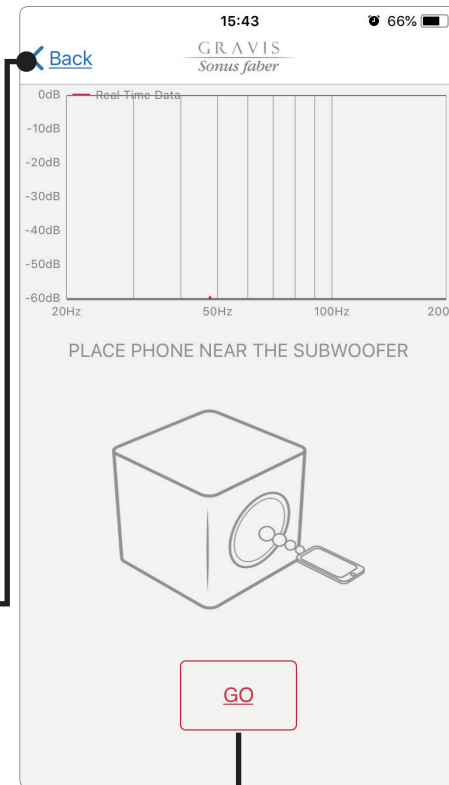 15:43
66%
Back
GRAVIS
Sonus faber
0dB
Real Time Data
-10dB
-20dB
-30dB
-40dB
-50dB
-60dB
20Hz 50Hz 100Hz 200
PLACE PHONE NEAR THE SUBWOOFER
GO